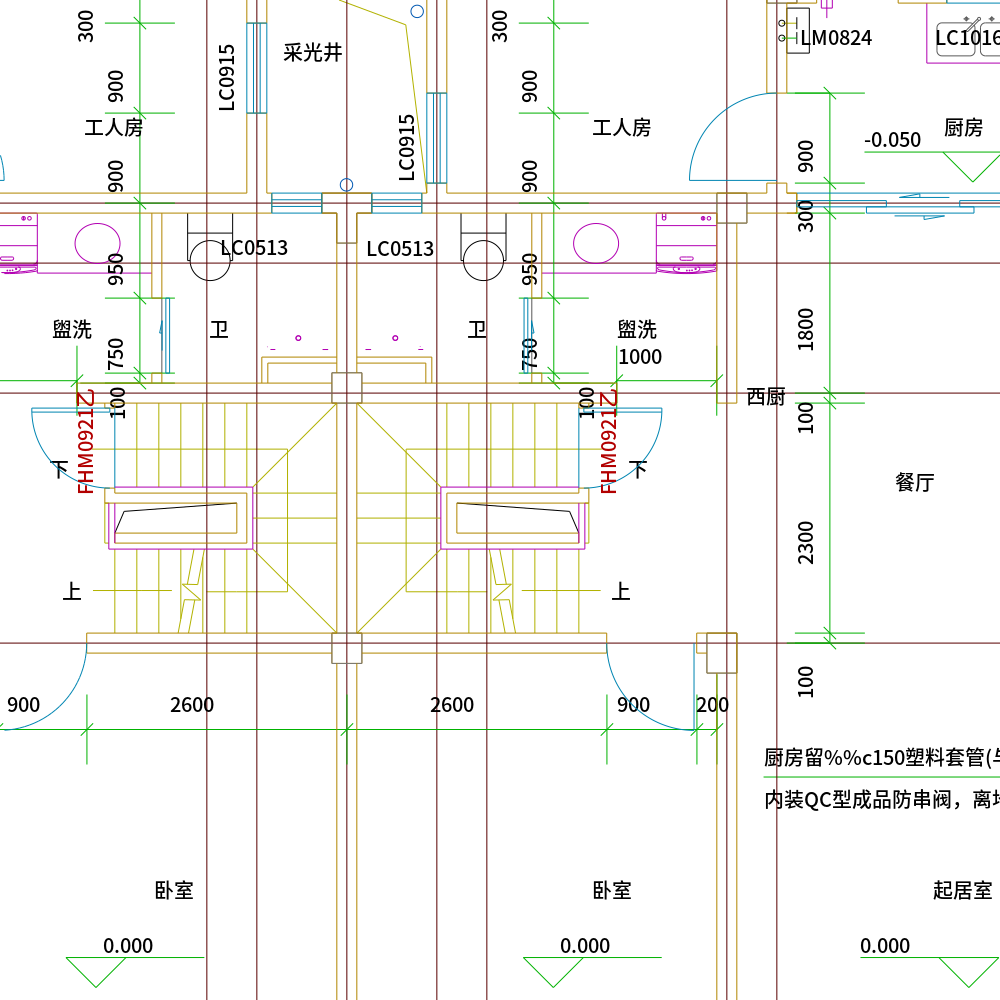 300
采光井
300
LM0824
LC1016
LC0915
900
900
工人房
LC0915
工人房
-0.050
厨房
900
900
900
300
LC0513
LC0513
950
950
盥洗
卫
卫
盥洗
1800
750
750
1000
100
100
西厨
FHM0921乙
FHM0921乙
100
下
下
餐厅
2300
上
上
100
900
2600
2600
900
200
厨房留%%c150塑料套管(
内装QC型成品防串阀，离
卧室
卧室
起居室
0.000
0.000
0.000